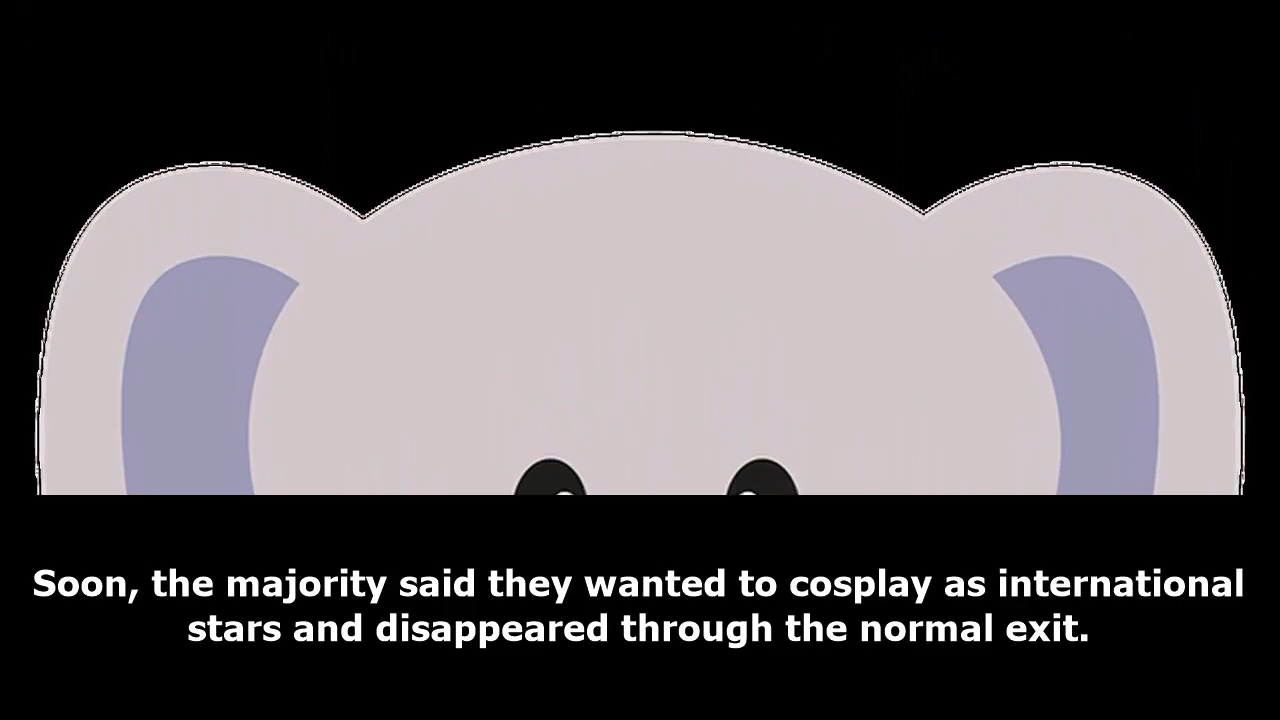 Soon, the majority said they wanted to cosplay as international
stars and disappeared through the normal exit.